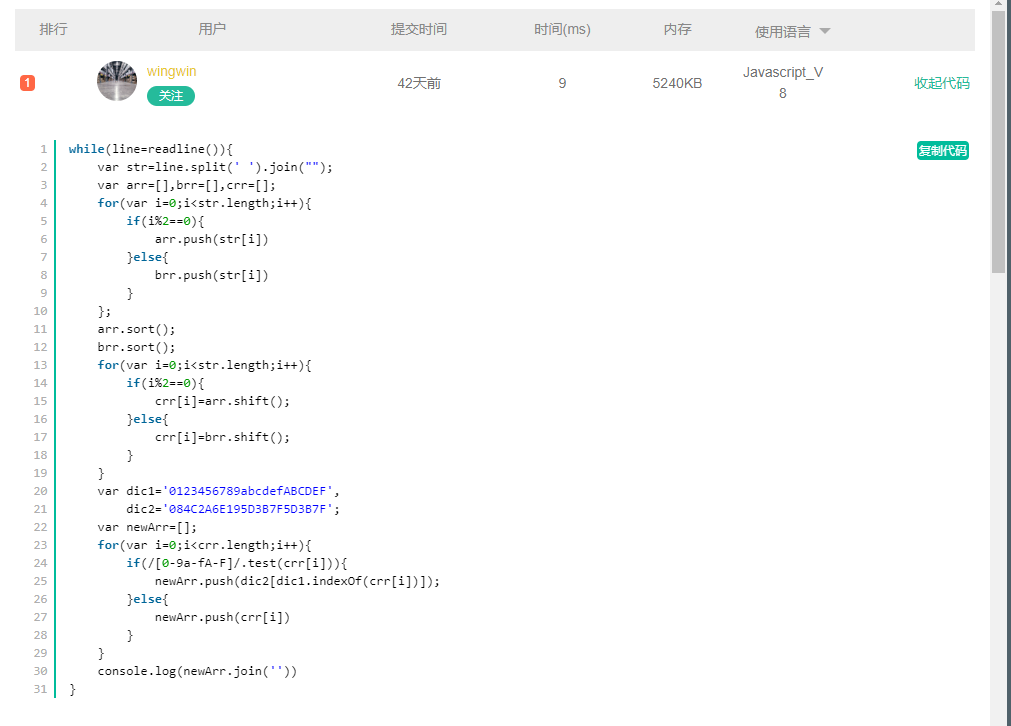 排行 用户 提交时间 时间(ms) 内存 使用语言
1 wingwin 关注 42天前 9 5240KB Javascript_V8 收起代码
复制代码
1 while(line=readline()){
2     var str=line.split(' ').join("");
3     var arr=[],brr=[],crr=[];
4     for(var i=0;i<str.length;i++){
5         if(i%2==0){
6             arr.push(str[i])
7         }else{
8             brr.push(str[i])
9         }
10     };
11     arr.sort();
12     brr.sort();
13     for(var i=0;i<str.length;i++){
14         if(i%2==0){
15             crr[i]=arr.shift();
16         }else{
17             crr[i]=brr.shift();
18         }
19     }
20     var dic1='0123456789abcdefABCDEF',
21         dic2='084C2A6E195D3B7F5D3B7F';
22     var newArr=[];
23     for(var i=0;i<crr.length;i++){
24         if(/[0-9a-fA-F]/.test(crr[i])){
25             newArr.push(dic2[dic1.indexOf(crr[i])]);
26         }else{
27             newArr.push(crr[i])
28         }
29     }
30     console.log(newArr.join(''))
31 }